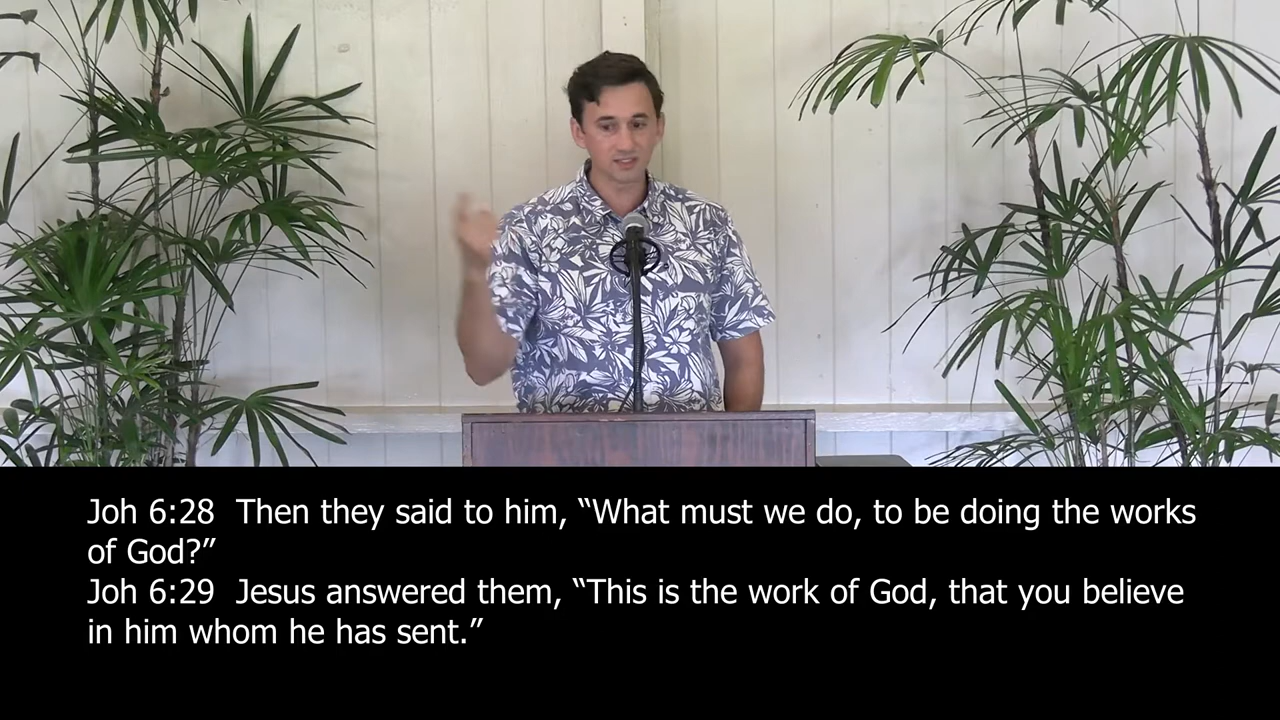 Joh 6:28  Then they said to him, “What must we do, to be doing the works
of God?”
Joh 6:29  Jesus answered them, “This is the work of God, that you believe
in him whom he has sent.”